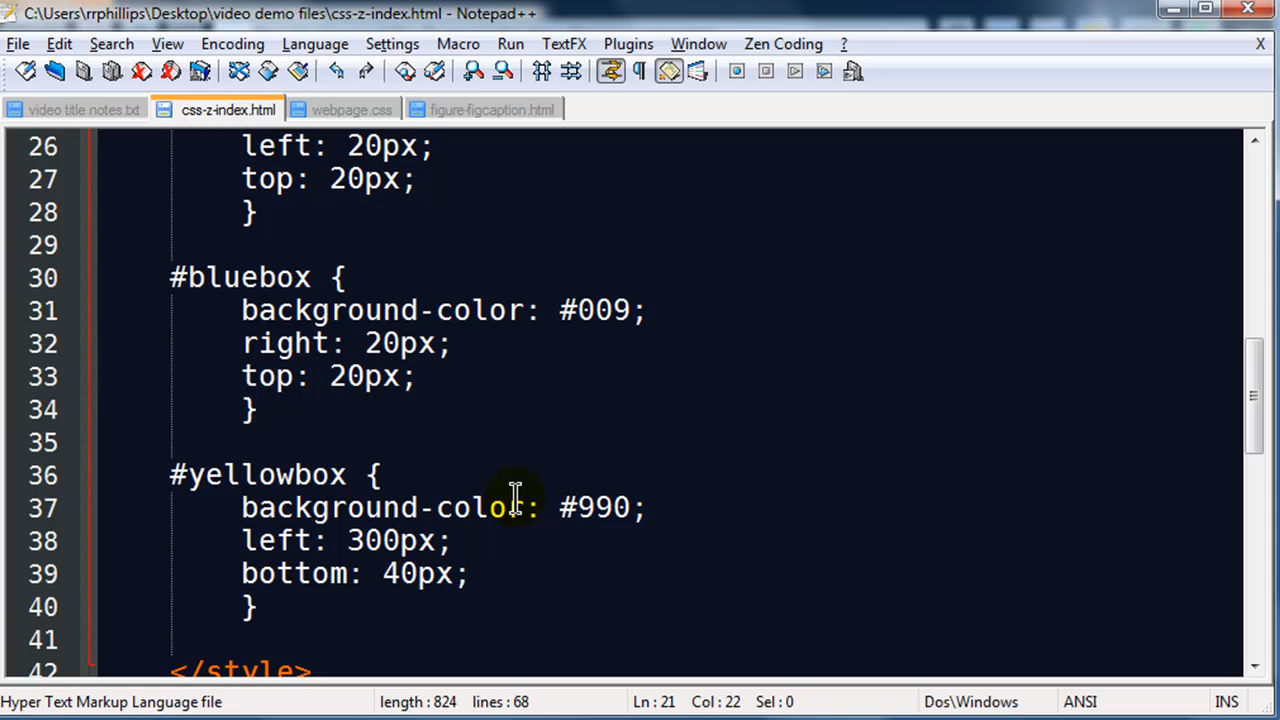 C:\Users\rrphillips\Desktop\video demo files\css-z-index.html - Notepad++
File Edit Search View Encoding Language Settings Macro Run TextFX Plugins Window Zen Coding ? X
video title notes.txt css-z-index.html webpage.css figure-figcaption.html
26 left: 20px;
27 top: 20px;
28 }
29
30 #bluebox {
31 background-color: #009;
32 right: 20px;
33 top: 20px;
34 }
35
36 #yellowbox {
37 background-color: #990;
38 left: 300px;
39 bottom: 40px;
40 }
41
42 </style>
Hyper Text Markup Language file length : 824 lines : 68 Ln : 21 Col : 22 Sel : 0 Dos\Windows ANSI INS